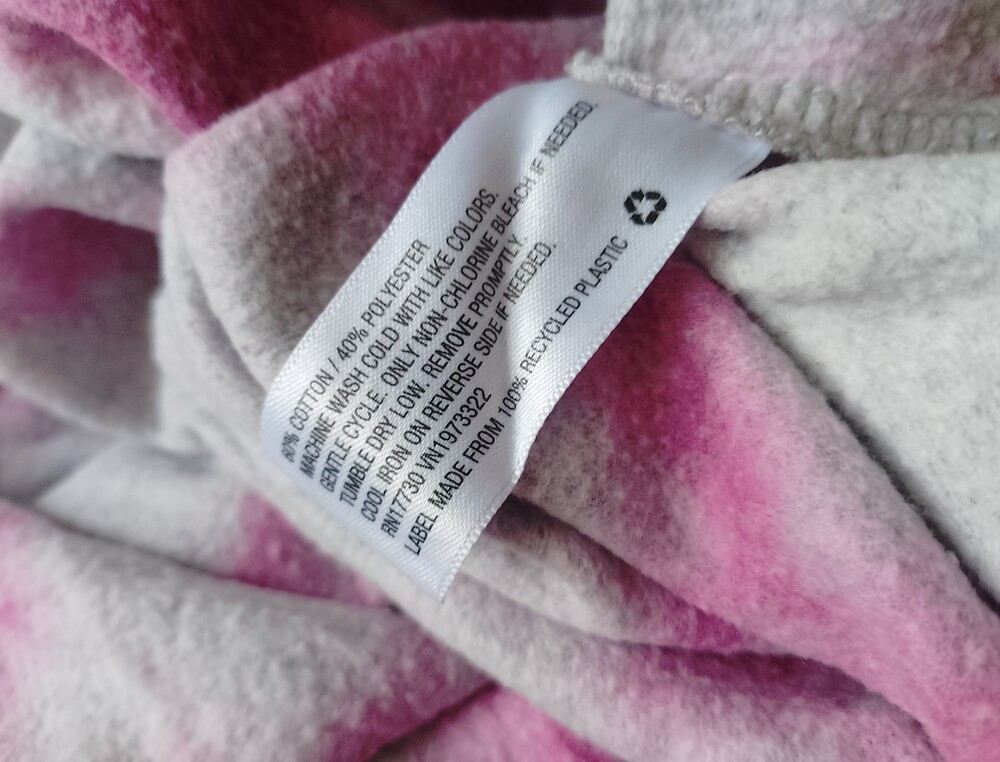 60% COTTON / 40% POLYESTER
MACHINE WASH COLD WITH LIKE COLORS.
GENTLE CYCLE. ONLY NON-CHLORINE BLEACH IF NEEDED.
TUMBLE DRY LOW. REMOVE PROMPTLY
COOL IRON ON REVERSE SIDE IF NEEDED.
RN17730 VN1973322
LABEL MADE FROM 100% RECYCLED PLASTIC